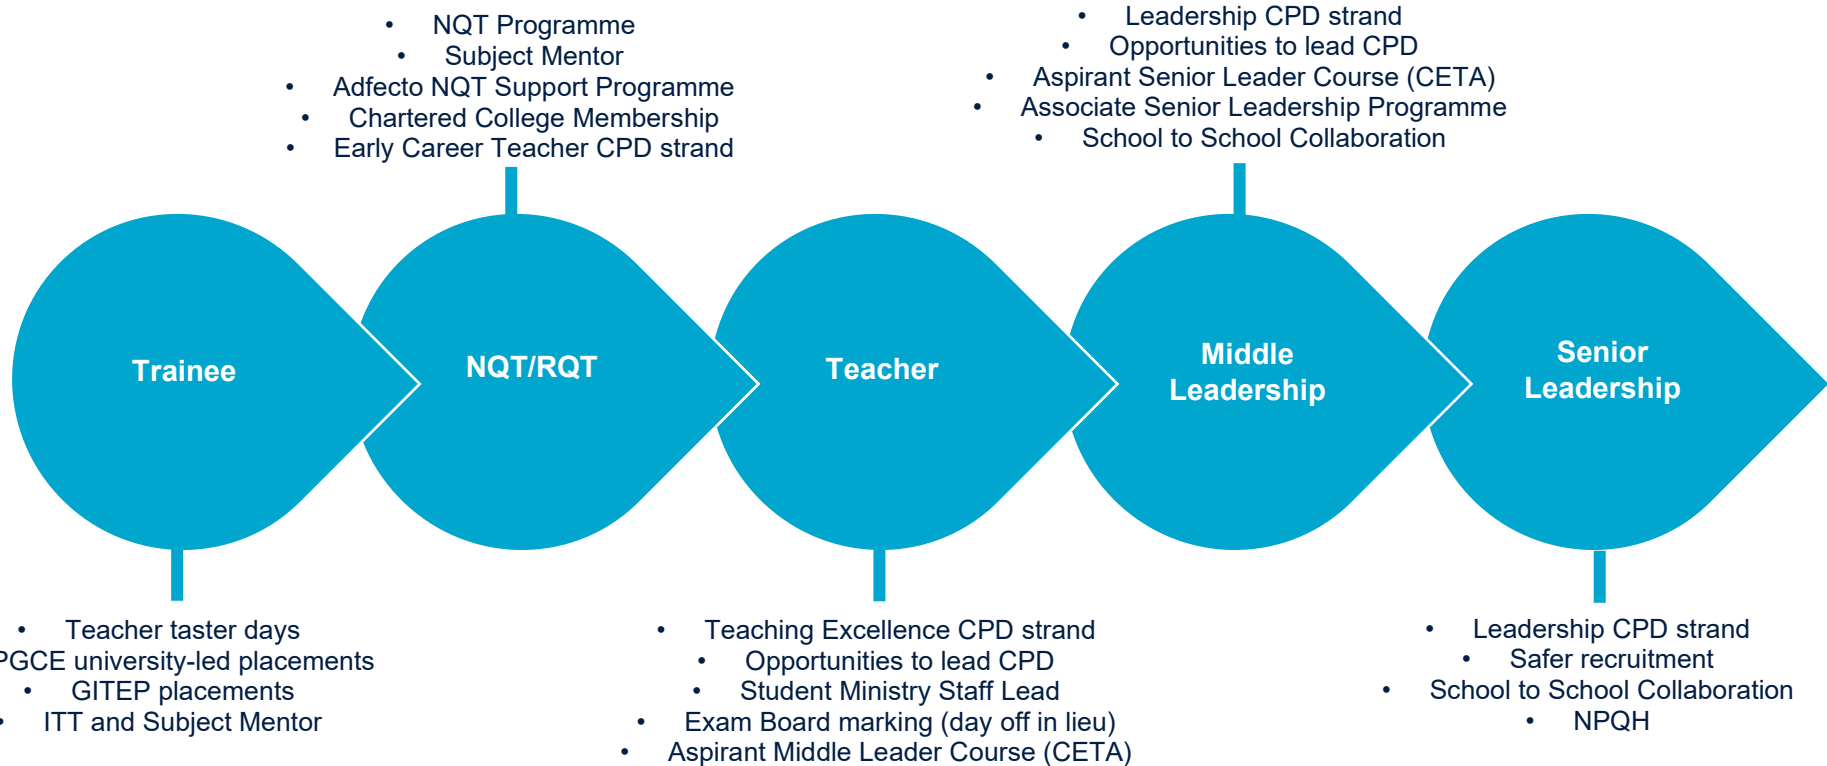 • NQT Programme
• Subject Mentor
• Adfecto NQT Support Programme
• Chartered College Membership
• Early Career Teacher CPD strand
• Leadership CPD strand
• Opportunities to lead CPD
• Aspirant Senior Leader Course (CETA)
• Associate Senior Leadership Programme
• School to School Collaboration
Trainee
NQT/RQT
Teacher
Middle
Leadership
Senior
Leadership
• Teacher taster days
PGCE university-led placements
• GITEP placements
• ITT and Subject Mentor
• Teaching Excellence CPD strand
• Opportunities to lead CPD
• Student Ministry Staff Lead
• Exam Board marking (day off in lieu)
• Aspirant Middle Leader Course (CETA)
• Leadership CPD strand
• Safer recruitment
• School to School Collaboration
• NPQH